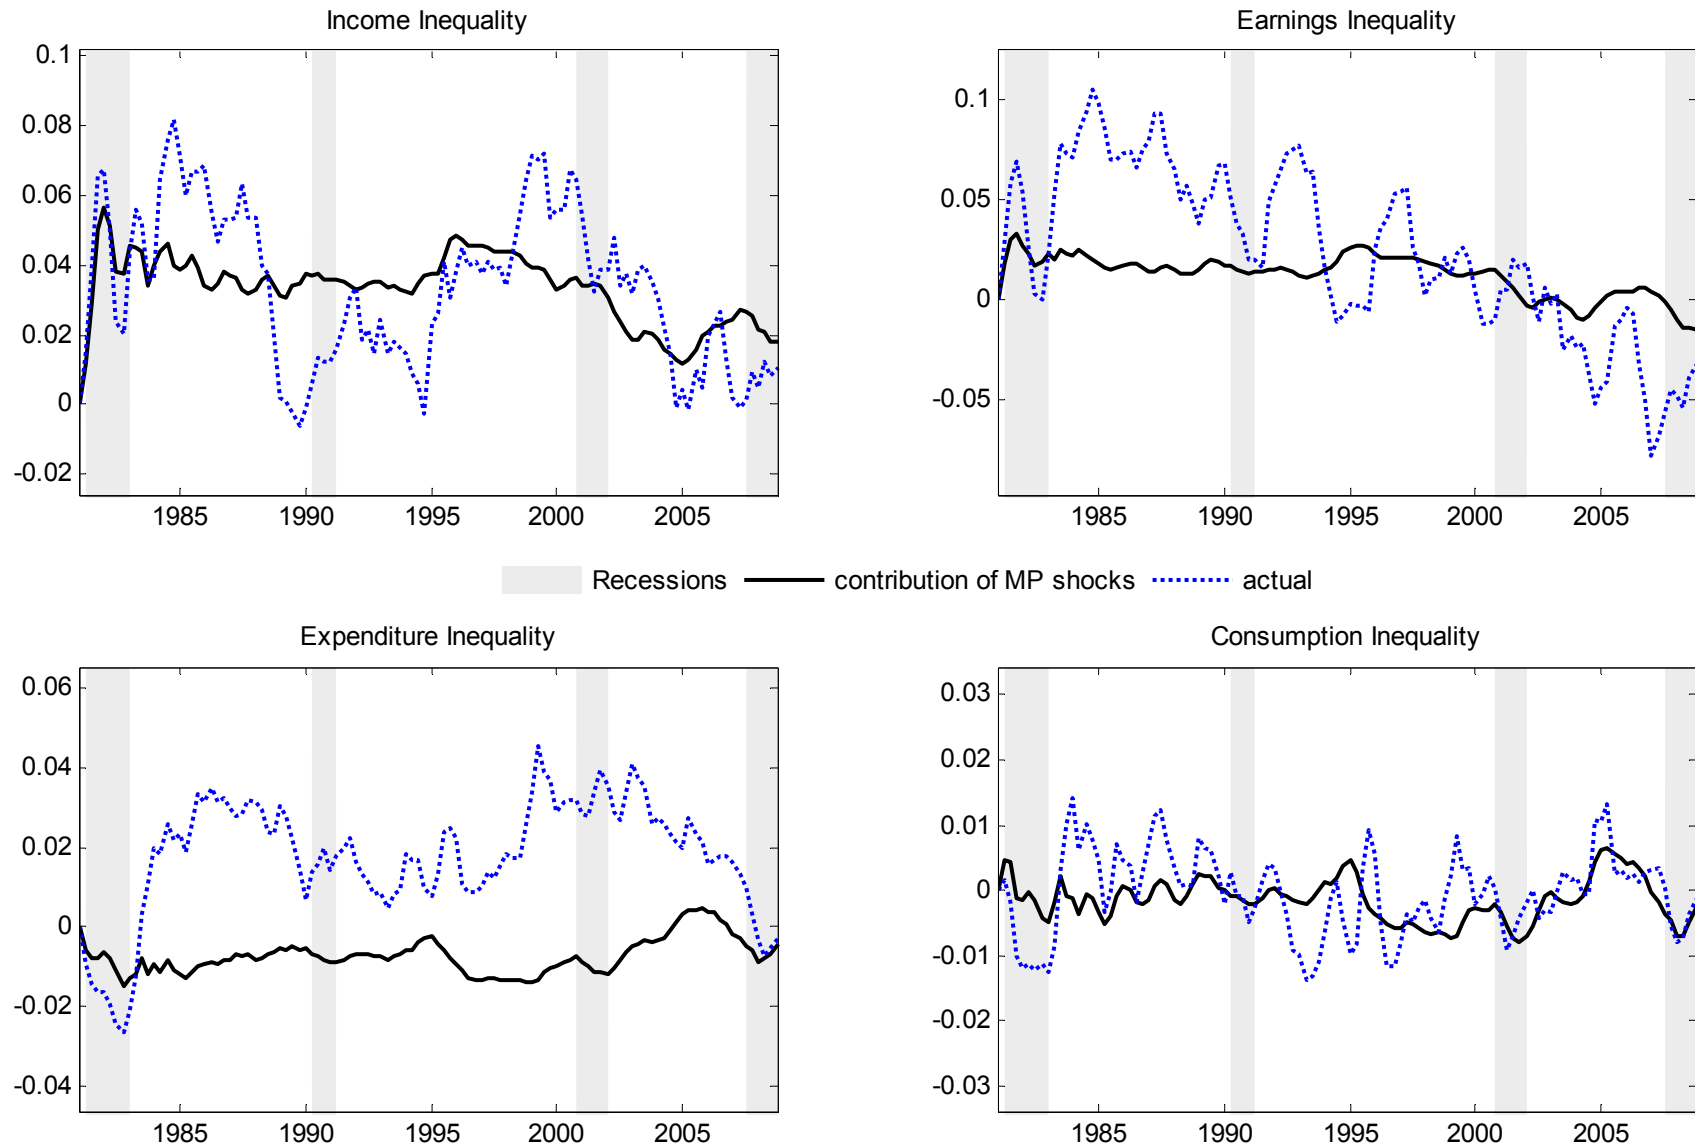 Income Inequality
0.1
0.08
0.06
0.04
0.02
0
-0.02
1985 1990 1995 2000 2005
Earnings Inequality
0.1
0.05
0
-0.05
1985 1990 1995 2000 2005
Recessions contribution of MP shocks actual
Expenditure Inequality
0.06
0.04
0.02
0
-0.02
-0.04
1985 1990 1995 2000 2005
Consumption Inequality
0.03
0.02
0.01
0
-0.01
-0.02
-0.03
1985 1990 1995 2000 2005